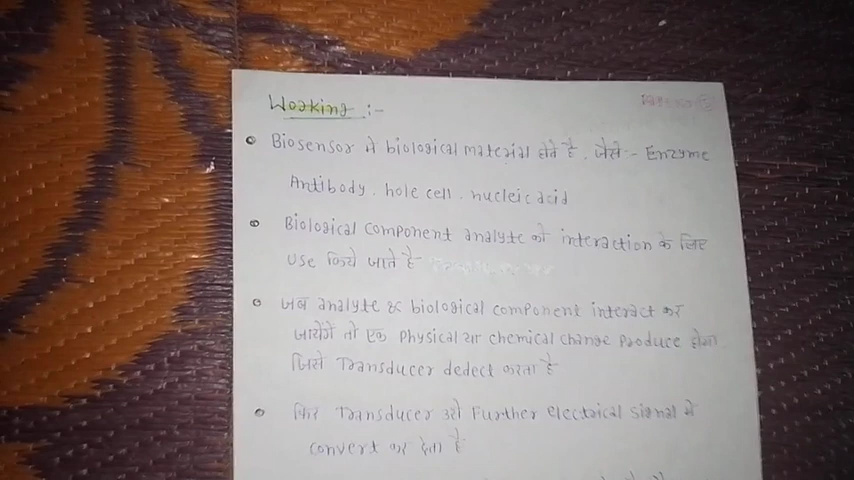 Working :-
Biosensor मे biological material होते है. जैसे:- Enzyme
Antibody. hole cell. nucleic acid
Biological component analyte को interaction के लिए
use किये जाते है
जब analyte & biological component interact कर
जायेंगे तो एक physical या chemical change produce होगा
जिसे Transducer dedect करता है
फिर Transducer उसे Further electrical signal मे
convert कर देता है